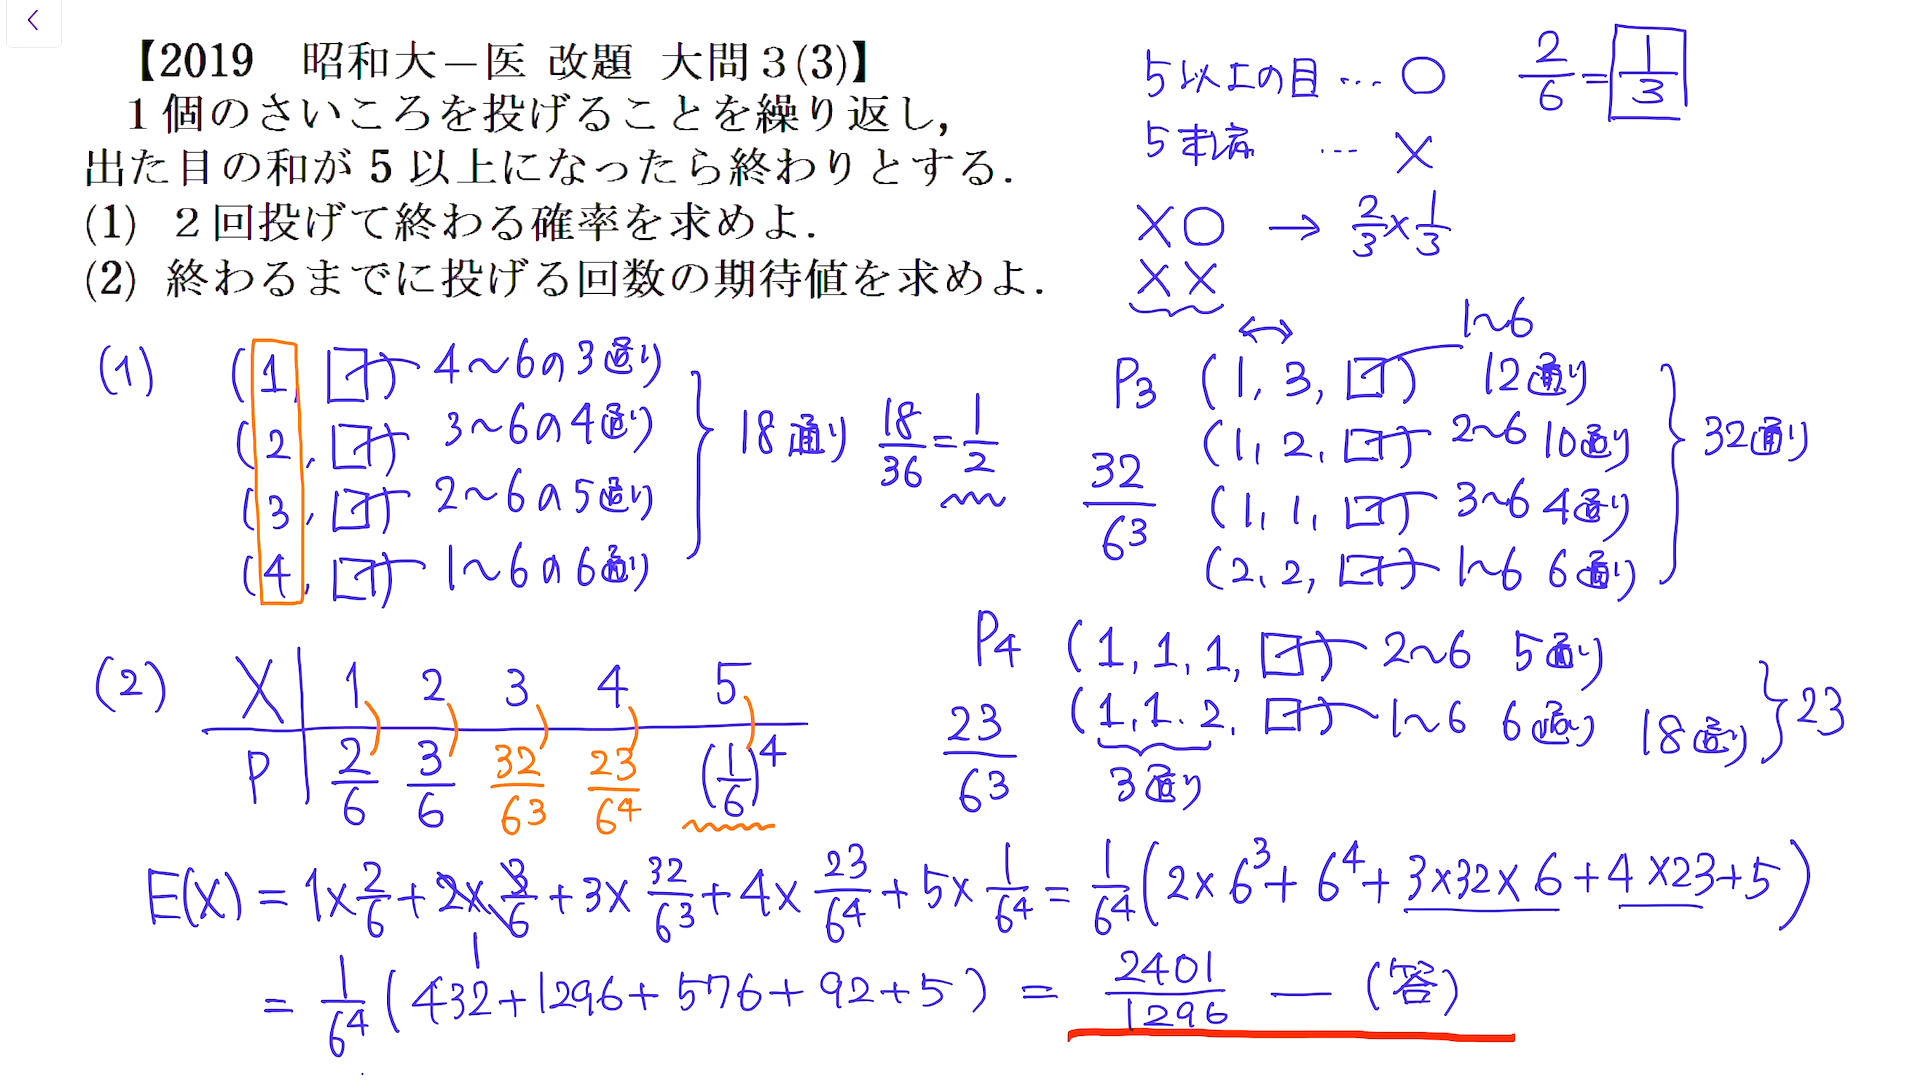 【2019 昭和大－医 改題 大問３(3)】
１個のさいころを投げることを繰り返し，
出た目の和が 5 以上になったら終わりとする．
(1) ２回投げて終わる確率を求めよ．
(2) 終わるまでに投げる回数の期待値を求めよ．
5以上の目 … ○ 2/6 = 1/3
5未満 … ×
×○ → 2/3 × 1/3
××
(1) (1, □) 4～6の3通り
(2, □) 3～6の4通り
(3, □) 2～6の5通り
(4, □) 1～6の6通り
18通り 18/36 = 1/2
P3 (1, 3, □) 1～6 12通り
(1, 2, □) 2～6 10通り
(1, 1, □) 3～6 4通り
(2, 2, □) 1～6 6通り
32通り
32/6³
P4 (1, 1, 1, □) 2～6 5通り
(1, 1. 2, □) 1～6 6通り 18通り
3通り
23
23/6³
(2) X 1 2 3 4 5
P 2/6 3/6 32/6³ 23/6⁴ (1/6)⁴
E(X) = 1×2/6 + 2×3/6 + 3×32/6³ + 4×23/6⁴ + 5×1/6⁴ = 1/6⁴ (2×6³ + 6⁴ + 3×32×6 + 4×23 + 5)
1
= 1/6⁴ (432 + 1296 + 576 + 92 + 5) = 2401/1296 — (答)